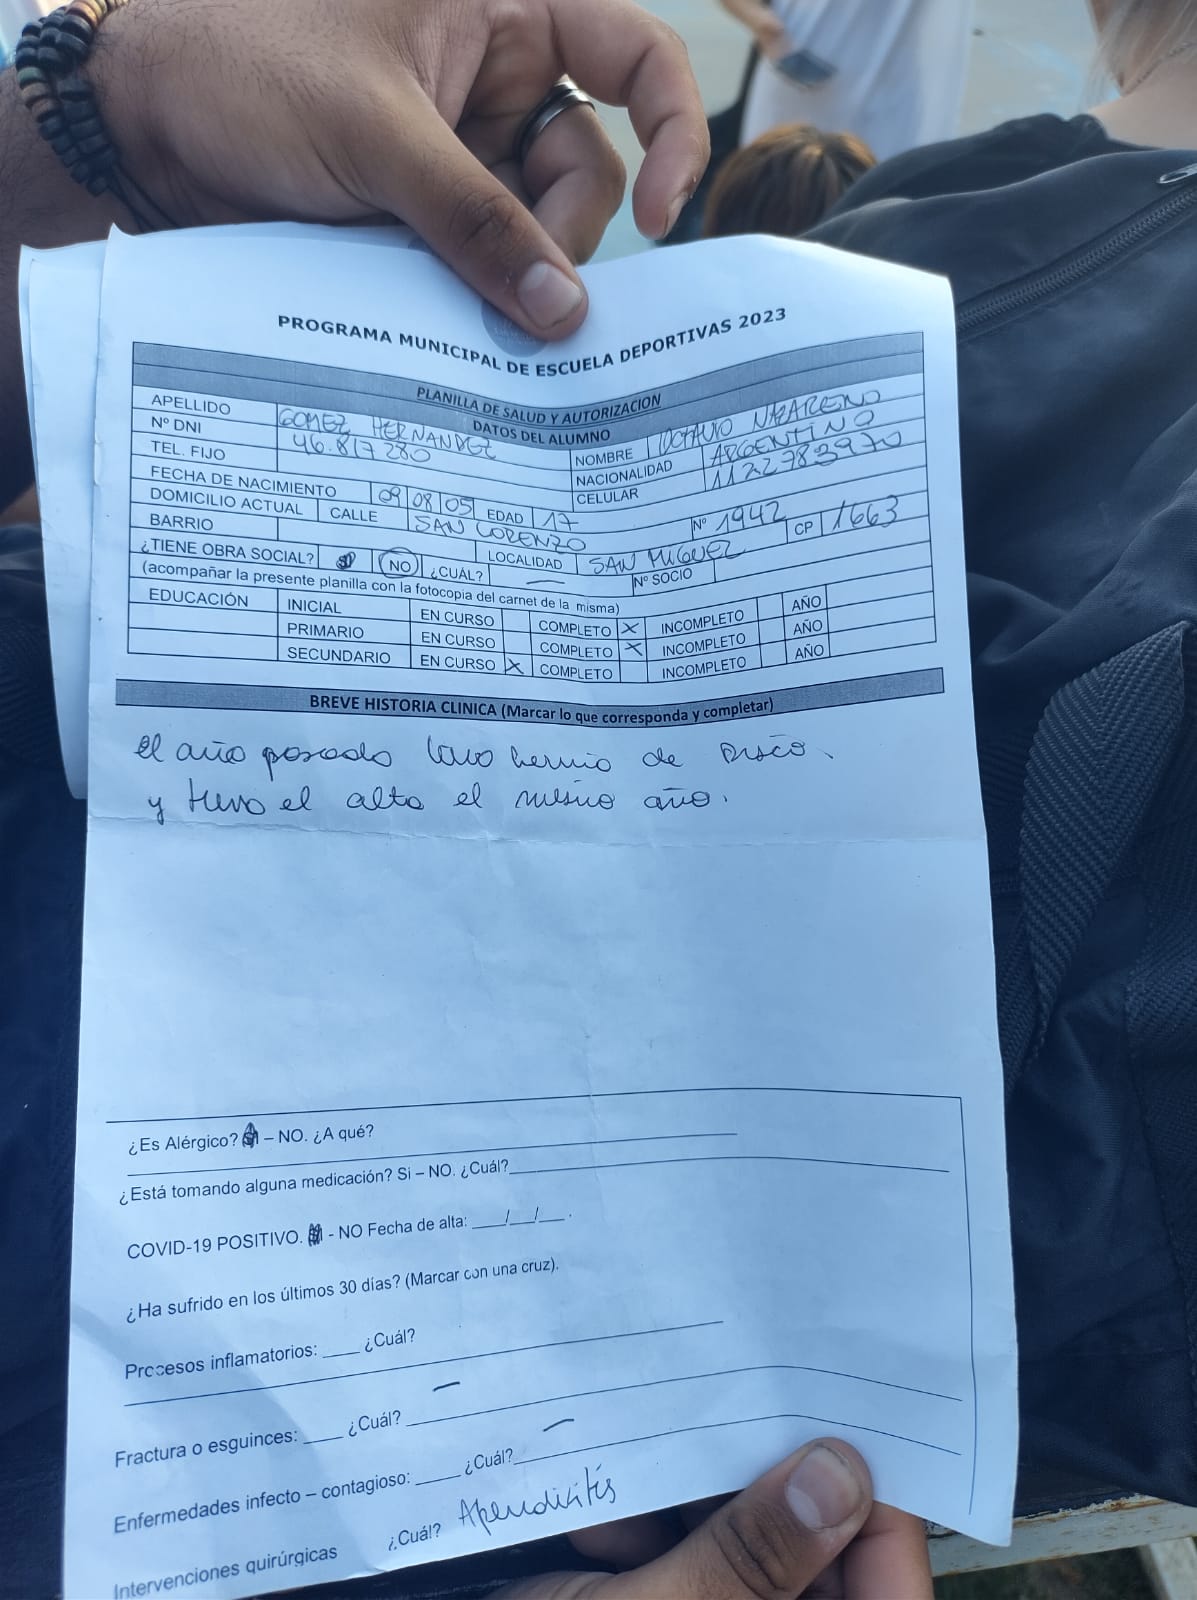 PROGRAMA MUNICIPAL DE ESCUELA DEPORTIVAS 2023
PLANILLA DE SALUD Y AUTORIZACION
DATOS DEL ALUMNO
APELLIDO GOMEZ HERNANDEZ NOMBRE OCTAVIO NAZARENO
Nº DNI 46.817280 NACIONALIDAD ARGENTINO
TEL. FIJO CELULAR 1122783970
FECHA DE NACIMIENTO 09 08 05 EDAD 17
DOMICILIO ACTUAL CALLE SAN LORENZO Nº 1942 CP 1663
BARRIO LOCALIDAD SAN MIGUEL
¿TIENE OBRA SOCIAL? NO ¿CUÁL? — Nº SOCIO
(acompañar la presente planilla con la fotocopia del carnet de la misma)
EDUCACIÓN INICIAL EN CURSO COMPLETO X INCOMPLETO AÑO
PRIMARIO EN CURSO COMPLETO X INCOMPLETO AÑO
SECUNDARIO EN CURSO X COMPLETO INCOMPLETO AÑO
BREVE HISTORIA CLINICA (Marcar lo que corresponda y completar)
El año pasado tuvo hernia de Disco.
y tuvo el alta el mismo año.
¿Es Alérgico? – NO. ¿A qué?
¿Está tomando alguna medicación? Si – NO. ¿Cuál?
COVID-19 POSITIVO. - NO Fecha de alta: ___/___/___.
¿Ha sufrido en los últimos 30 días? (Marcar con una cruz).
Procesos inflamatorios: ____ ¿Cuál?
—
Fractura o esguinces: ____ ¿Cuál?
—
Enfermedades infecto – contagioso: ____ ¿Cuál?
Intervenciones quirúrgicas ¿Cuál? Apendicitis